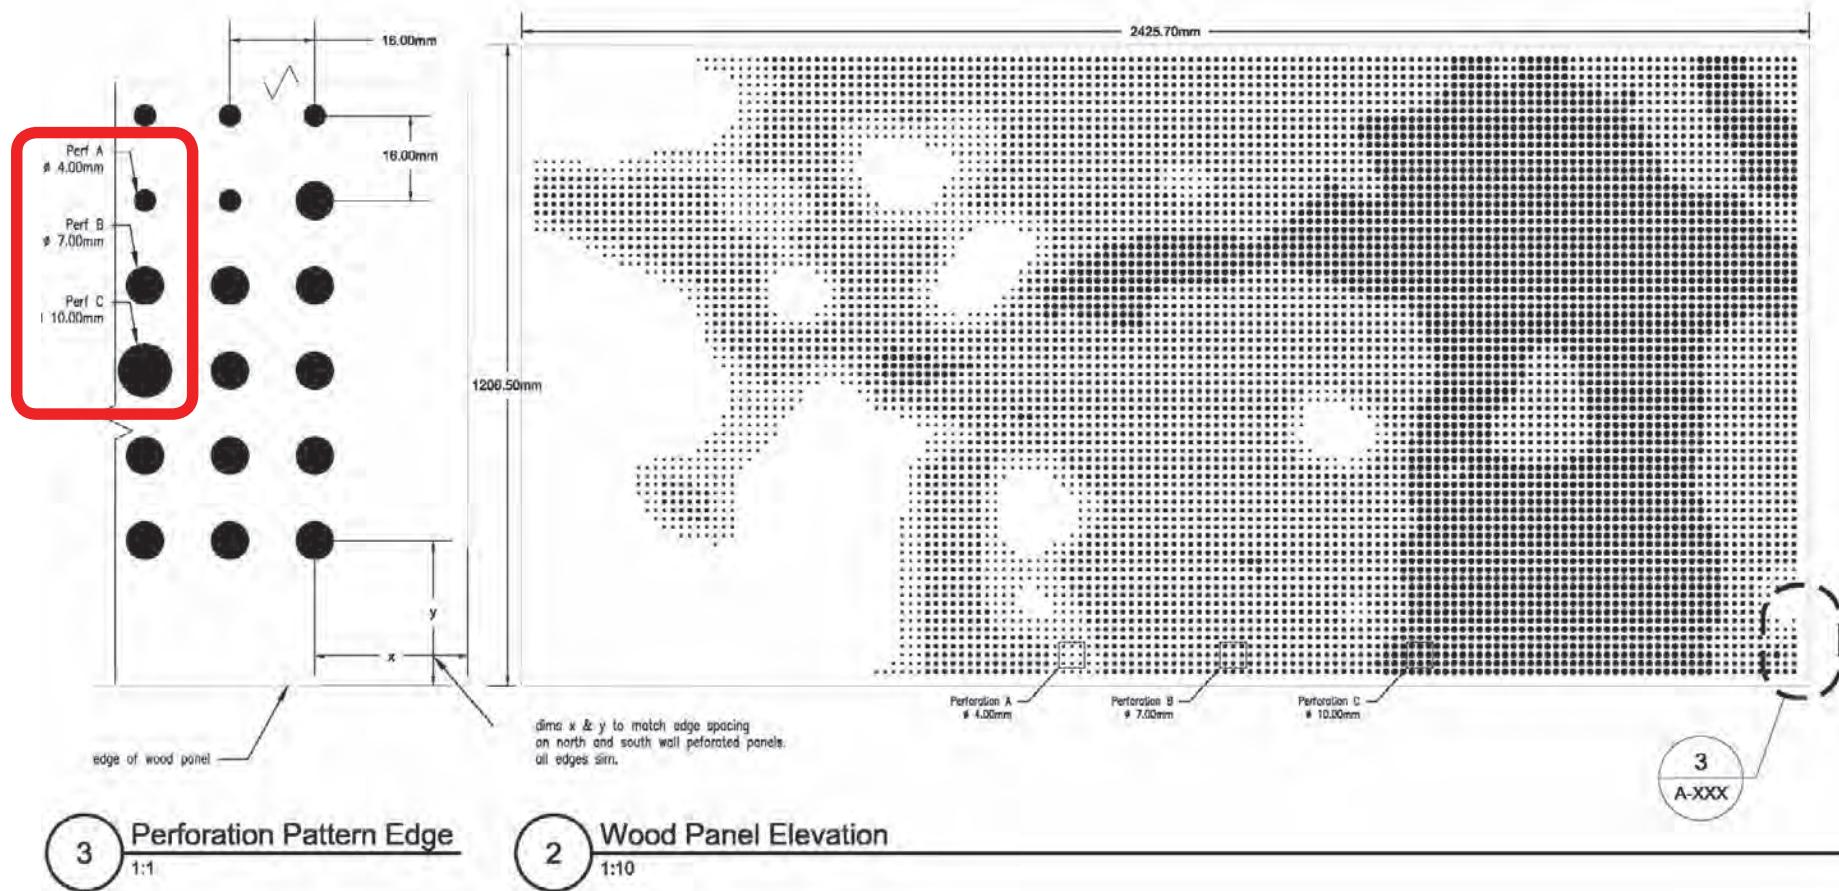 16.00mm
2425.70mm
16.00mm
Perf A
ø 4.00mm
Perf B
ø 7.00mm
Perf C
10.00mm
1206.50mm
y
x
Perforation A
ø 4.00mm
Perforation B
ø 7.00mm
Perforation C
ø 10.00mm
dims x & y to match edge spacing
on north and south wall peforated panels.
all edges sim.
edge of wood panel
3
A-XXX
3
Perforation Pattern Edge
1:1
2
Wood Panel Elevation
1:10